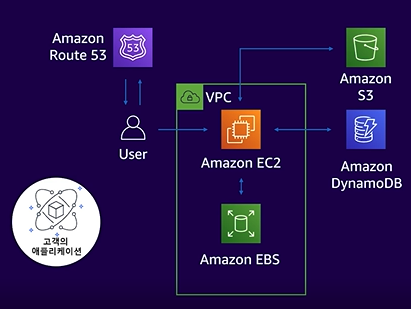 Amazon
Route 53
53
VPC
Amazon
S3
User
Amazon EC2
Amazon
DynamoDB
고객의
애플리케이션
Amazon EBS